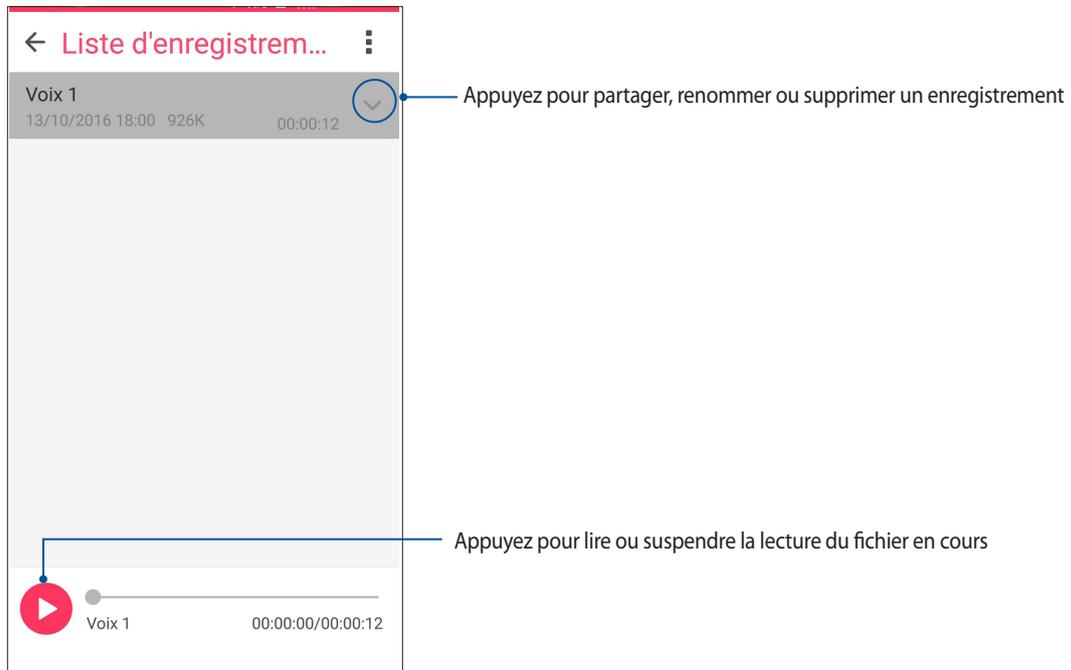 Liste d'enregistrem...
Voix 1
Appuyez pour partager, renommer ou supprimer un enregistrement
13/10/2016 18:00 926K 00:00:12
Appuyez pour lire ou suspendre la lecture du fichier en cours
Voix 1 00:00:00/00:00:12